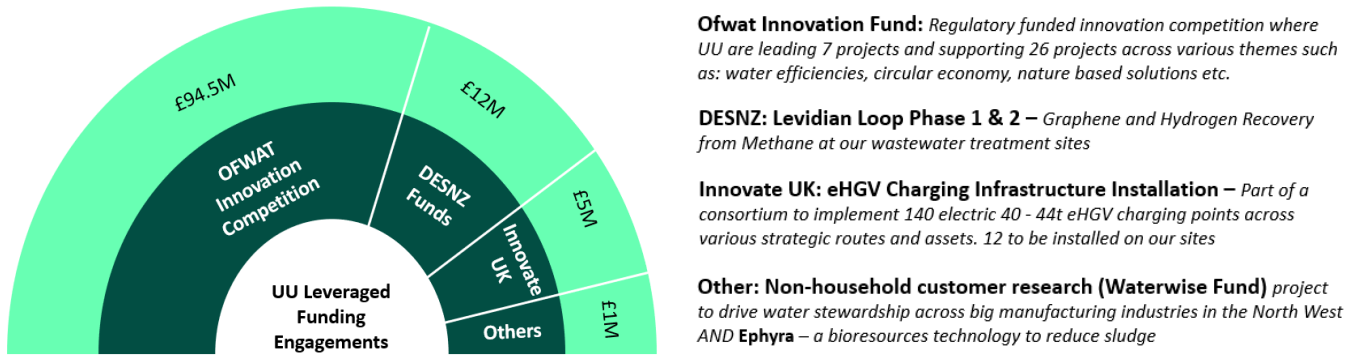 £94.5M
£12M
£5M
£1M
OFWAT
Innovation
Competition
DESNZ
Funds
Innovate
UK
Others
UU Leveraged
Funding
Engagements
Ofwat Innovation Fund: Regulatory funded innovation competition where
UU are leading 7 projects and supporting 26 projects across various themes such
as: water efficiencies, circular economy, nature based solutions etc.
DESNZ: Levidian Loop Phase 1 & 2 – Graphene and Hydrogen Recovery
from Methane at our wastewater treatment sites
Innovate UK: eHGV Charging Infrastructure Installation – Part of a
consortium to implement 140 electric 40 - 44t eHGV charging points across
various strategic routes and assets. 12 to be installed on our sites
Other: Non-household customer research (Waterwise Fund) project
to drive water stewardship across big manufacturing industries in the North West
AND Ephyra – a bioresources technology to reduce sludge